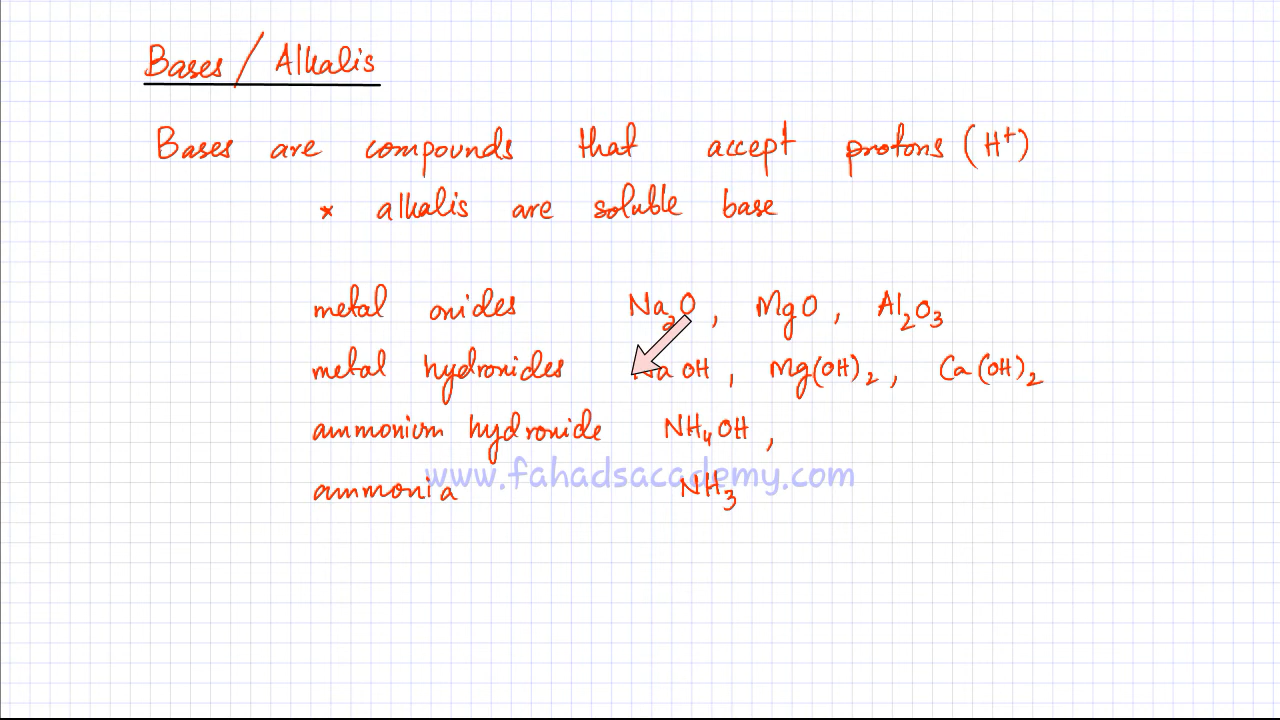 Bases / Alkalis
Bases are compounds that accept protons (H⁺)
* alkalis are soluble base
metal oxides Na₂O, MgO, Al₂O₃
metal hydroxides NaOH, Mg(OH)₂, Ca(OH)₂
ammonium hydroxide NH₄OH,
www.fahadsacademy.com
ammonia NH₃